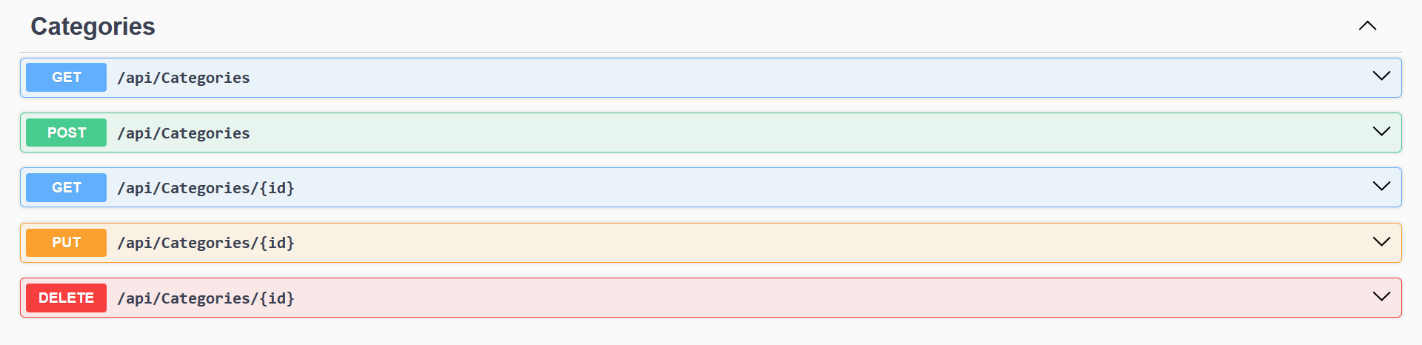 Categories
GET /api/Categories
POST /api/Categories
GET /api/Categories/{id}
PUT /api/Categories/{id}
DELETE /api/Categories/{id}